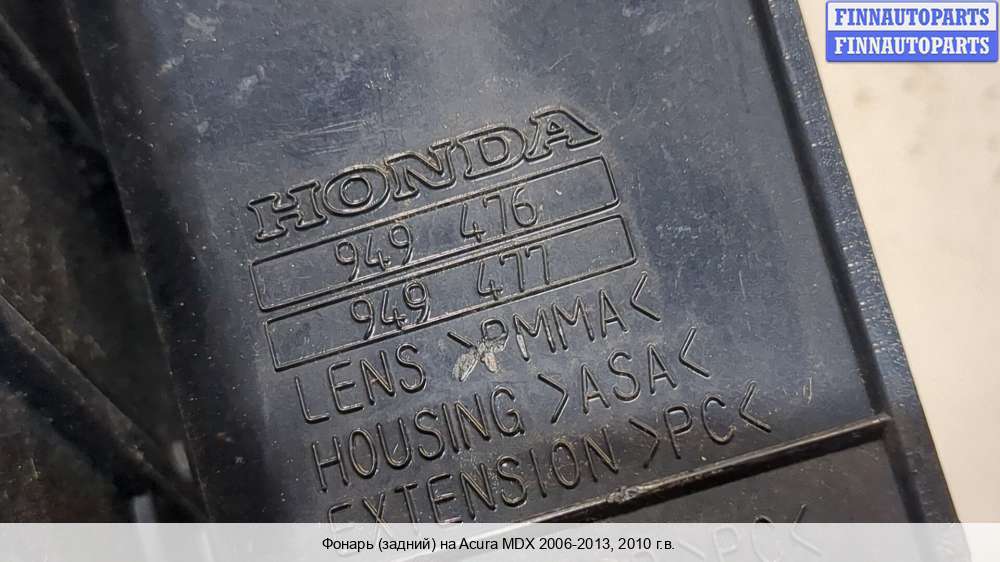 FINNAUTOPARTS
FINNAUTOPARTS
HONDA
949 476
949 477
LENS >PMMA<
HOUSING >ASA<
EXTENSION >PC<
>PC<
Фонарь (задний) на Acura MDX 2006-2013, 2010 г.в.